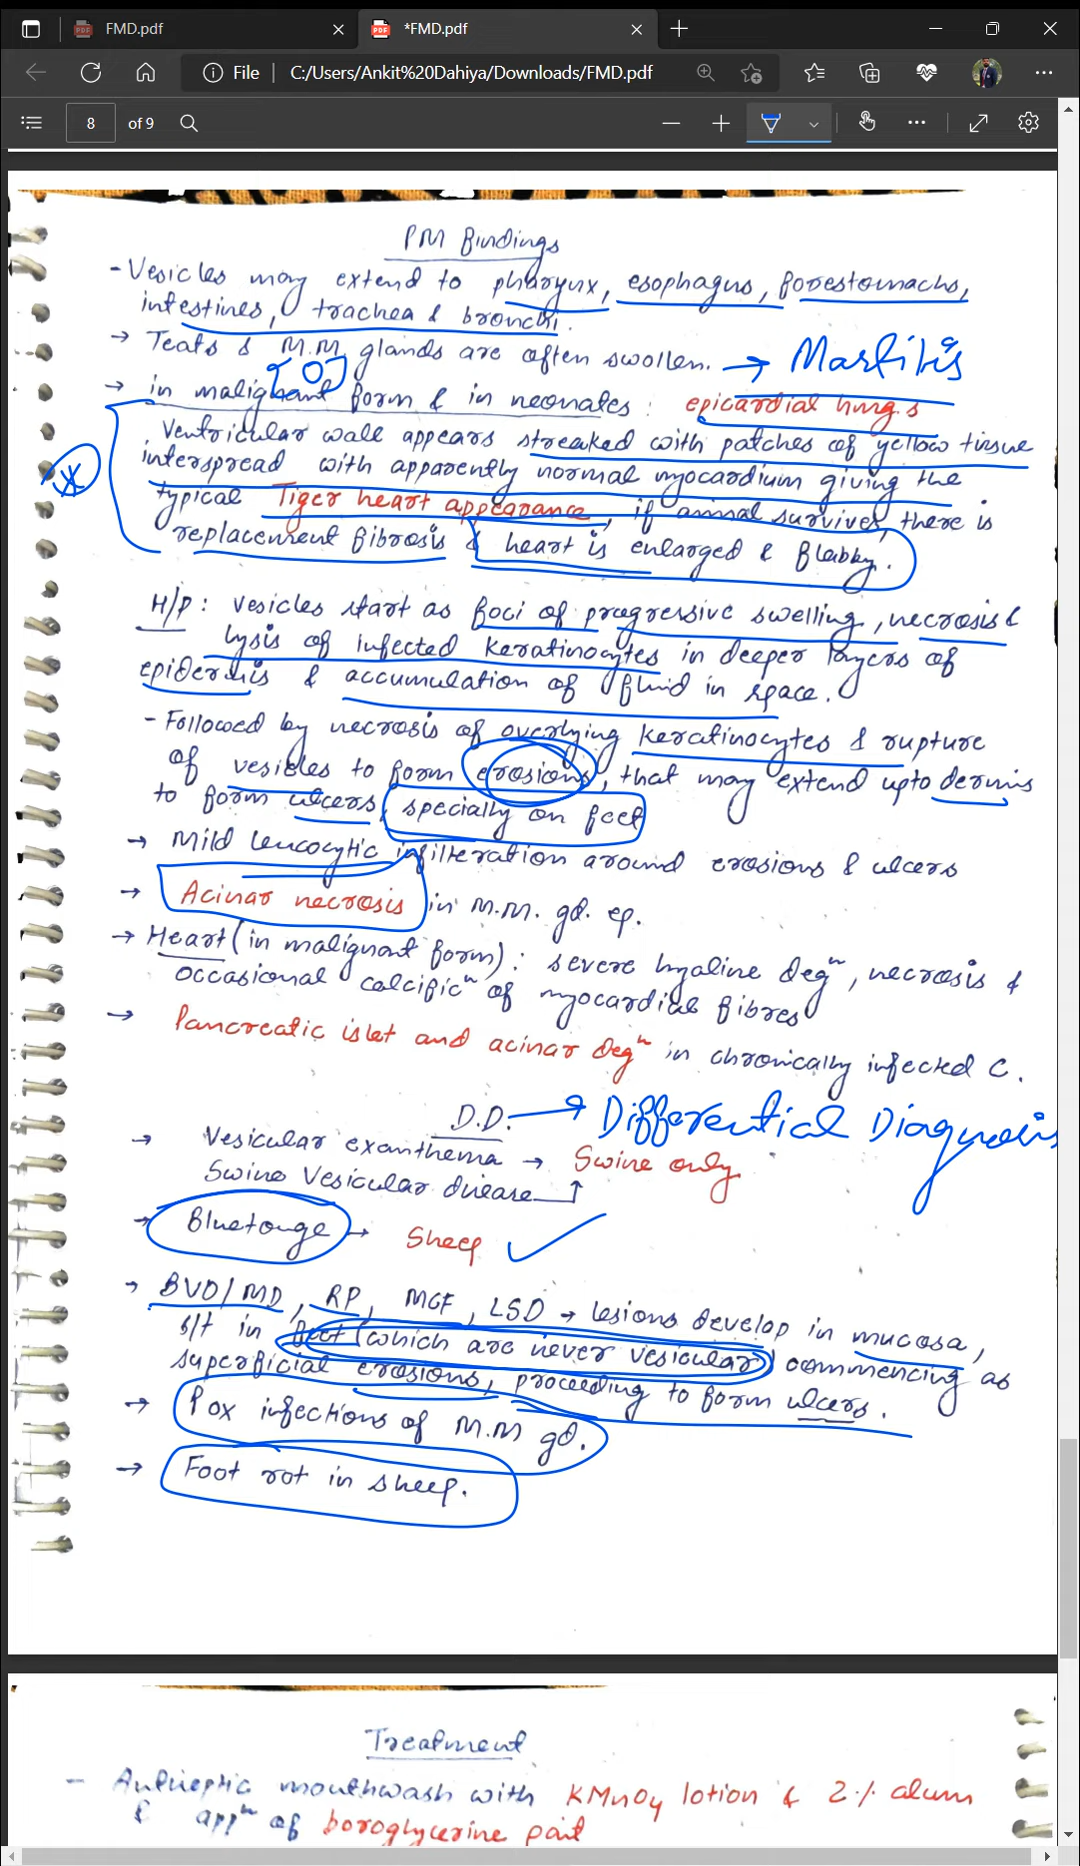 FMD.pdf
*FMD.pdf
File
C:/Users/Ankit%20Dahiya/Downloads/FMD.pdf
8 of 9
PM Findings
- Vesicles may extend to pharynx, esophagus, forestomachs,
intestines, trachea & bronchi.
→ Teats & M.M. glands are often swollen. → Mastitis
→ in malignant form & in neonates: epicardial hmrg.s
Ventricular wall appears streaked with patches of yellow tissue
interspread with apparently normal myocardium giving the
typical Tiger heart appearance, if animal survives, there is
replacement fibrosis & heart is enlarged & flabby.
H/P: Vesicles start as foci of progressive swelling, necrosis &
lysis of infected keratinocytes in deeper layers of
epidermis & accumulation of fluid in space.
- Followed by necrosis of overlying keratinocytes & rupture
of vesicles to form erosions, that may extend upto dermis
to form ulcers, specially on feet
→ Mild leucocytic infilteration around erosions & ulcers
→ Acinar necrosis in M.M. gd. ep.
→ Heart (in malignant form): severe hyaline degⁿ, necrosis &
occasional calcificⁿ of myocardial fibres
→ Pancreatic islet and acinar degⁿ in chronically infected C.
D.D. → Differential Diagnosis
→ Vesicular exanthema → Swine only
Swine Vesicular disease ↑
→ Bluetonge → Sheep ✓
→ BVD/MD, RP, MCF, LSD → lesions develop in mucosa,
s/t in feet (which are never vesicular) commencing as
superficial erosions, proceeding to form ulcers.
→ Pox infections of M.M gd.
→ Foot rot in sheep.
Treatment
- Antiseptic mouthwash with KMnO4 lotion & 2% alum
& appⁿ of boroglycerine paint